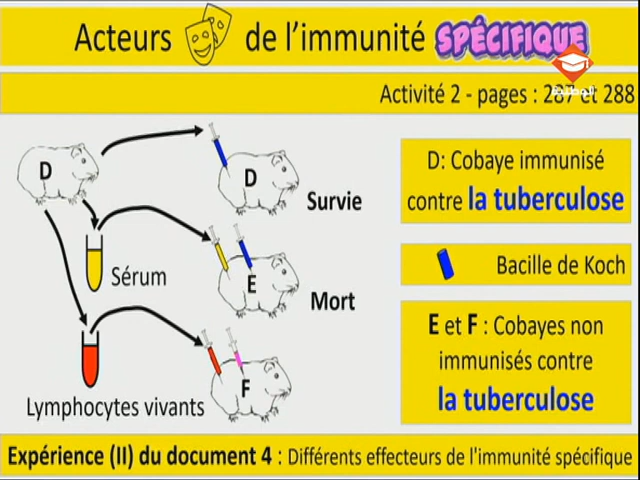 Acteurs de l'immunité SPÉCIFIQUE
الوطنية
Activité 2 - pages : 287 et 288
D
D
Survie
D: Cobaye immunisé
contre la tuberculose
Sérum
E
Mort
Bacille de Koch
Lymphocytes vivants
F
E et F : Cobayes non
immunisés contre
la tuberculose
Expérience (II) du document 4 : Différents effecteurs de l'immunité spécifique